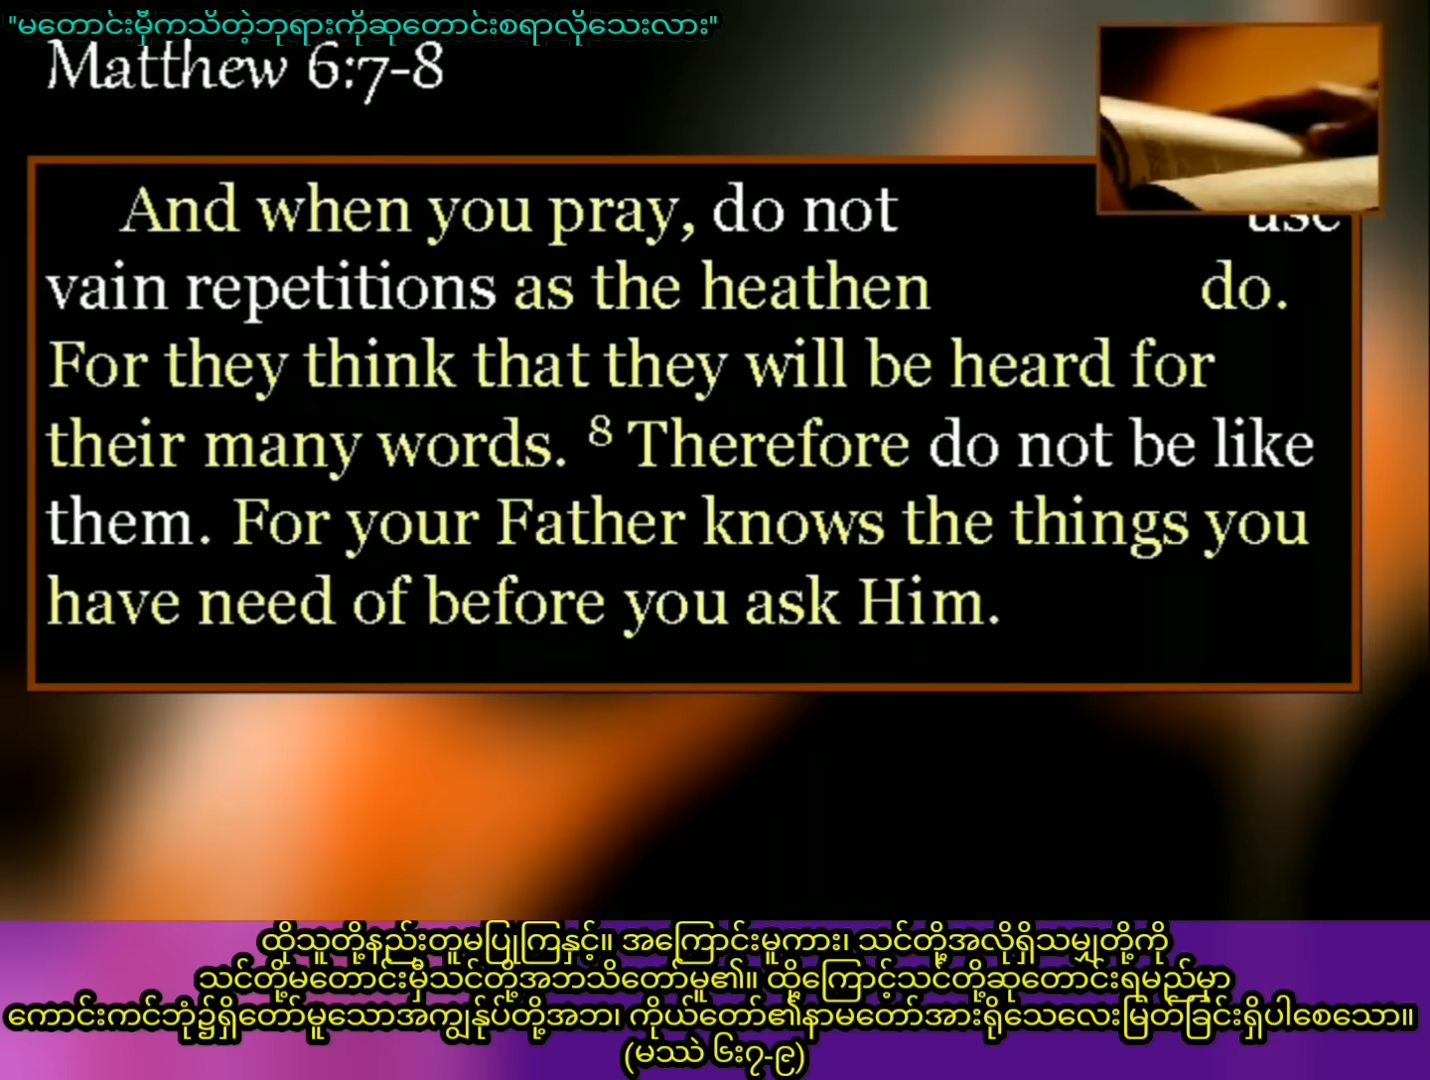 "မတောင်းမှီကသိတဲ့ဘုရားကိုဆုတောင်းစရာလိုသေးလား"
Matthew 6:7-8
And when you pray, do not use
vain repetitions as the heathen do.
For they think that they will be heard for
their many words. 8 Therefore do not be like
them. For your Father knows the things you
have need of before you ask Him.
ထိုသူတို့နည်းတူမပြုကြနှင့်။ အကြောင်းမူကား၊ သင်တို့အလိုရှိသမျှတို့ကို
သင်တို့မတောင်းမှီသင်တို့အဘသိတော်မူ၏။ ထို့ကြောင့်သင်တို့ဆုတောင်းရမည်မှာ
ကောင်းကင်ဘုံ၌ရှိတော်မူသောအကျွန်ုပ်တို့အဘ၊ ကိုယ်တော်၏နာမတော်အားရိုသေလေးမြတ်ခြင်းရှိပါစေသော။
(မဿဲ ၆း၇-၉)